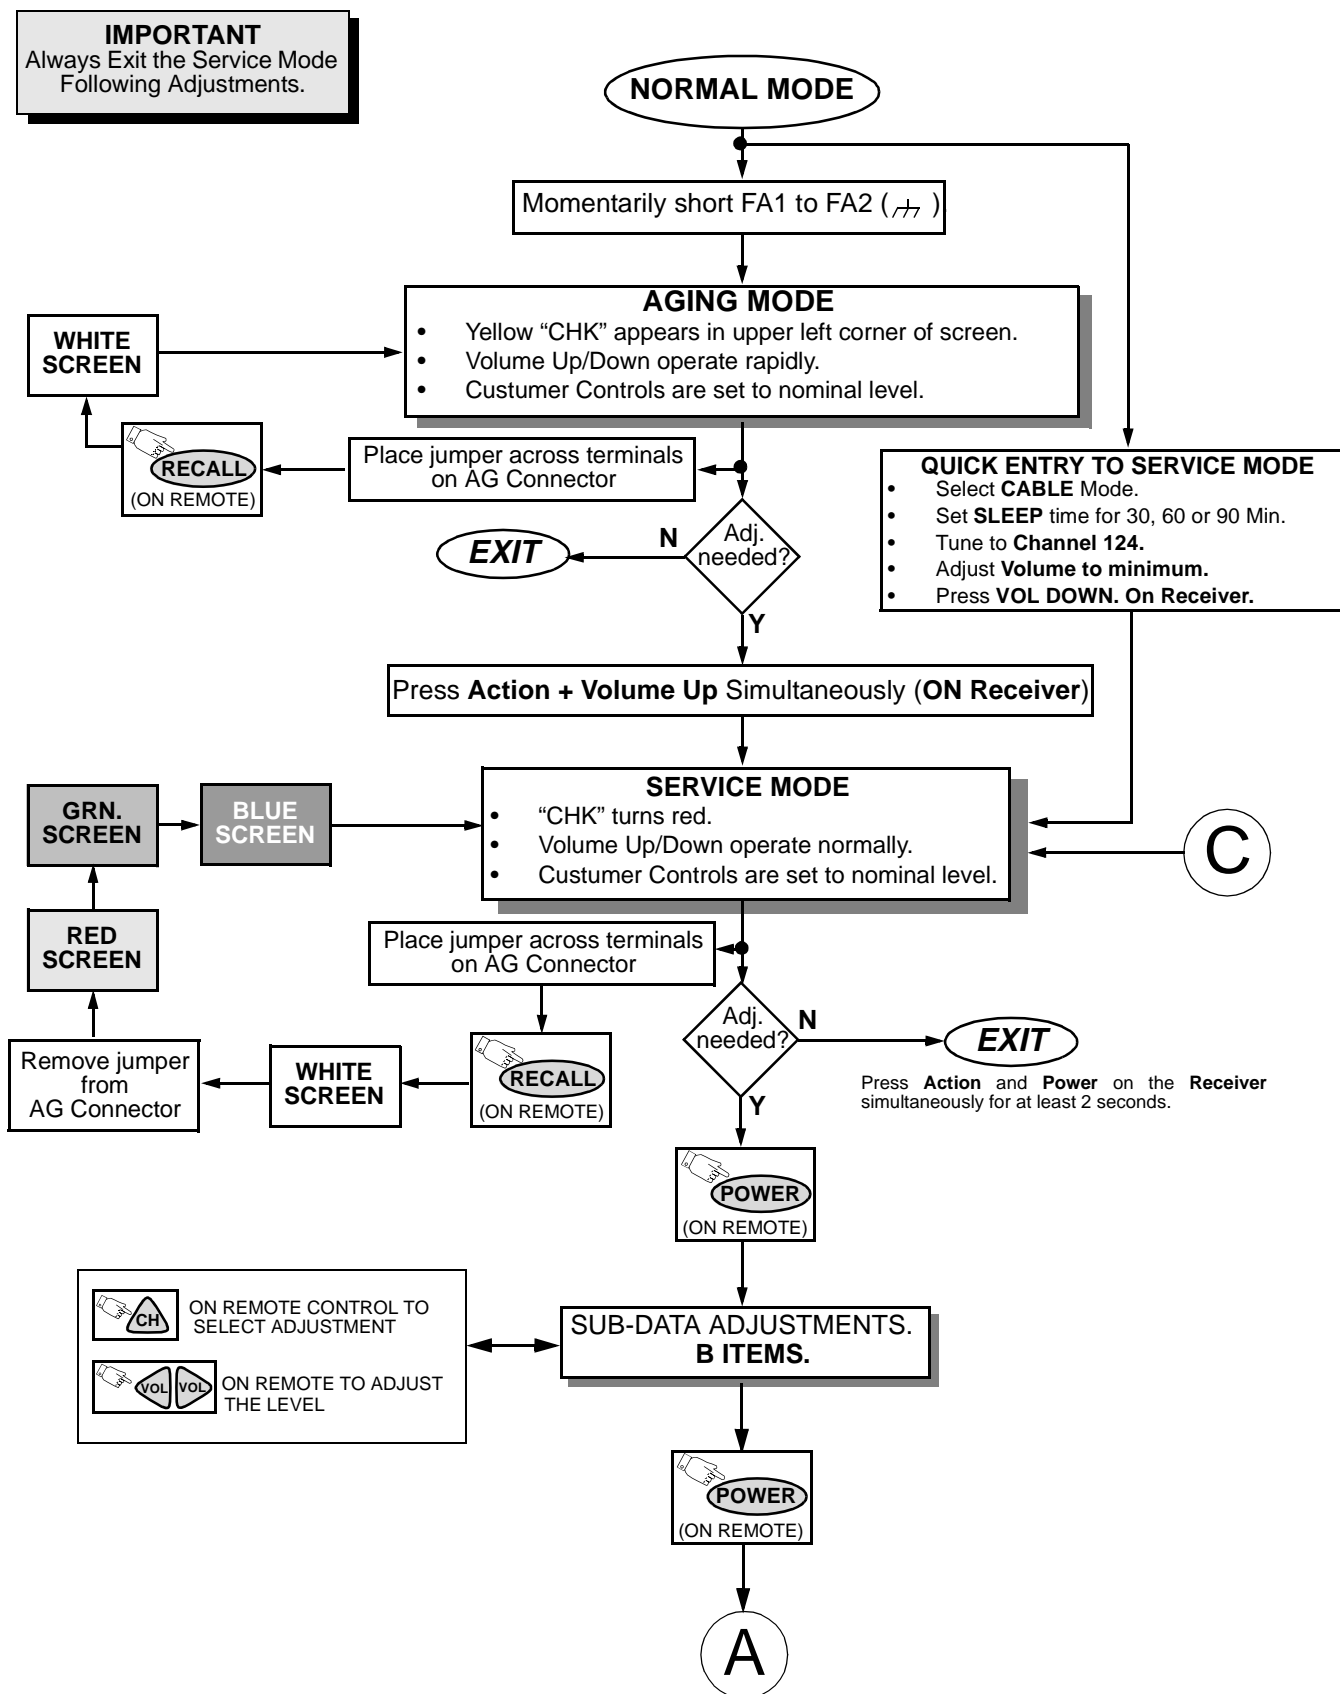 IMPORTANT
Always Exit the Service Mode
Following Adjustments.
NORMAL MODE
Momentarily short FA1 to FA2 ( )
AGING MODE
• Yellow “CHK” appears in upper left corner of screen.
• Volume Up/Down operate rapidly.
• Custumer Controls are set to nominal level.
WHITE
SCREEN
RECALL
(ON REMOTE)
Place jumper across terminals
on AG Connector
QUICK ENTRY TO SERVICE MODE
• Select CABLE Mode.
• Set SLEEP time for 30, 60 or 90 Min.
• Tune to Channel 124.
• Adjust Volume to minimum.
• Press VOL DOWN. On Receiver.
Adj.
needed?
N
EXIT
Y
Press Action + Volume Up Simultaneously (ON Receiver)
SERVICE MODE
• “CHK” turns red.
• Volume Up/Down operate normally.
• Custumer Controls are set to nominal level.
GRN.
SCREEN
BLUE
SCREEN
C
RED
SCREEN
Place jumper across terminals
on AG Connector
Adj.
needed?
N
EXIT
Press Action and Power on the Receiver
simultaneously for at least 2 seconds.
Remove jumper
from
AG Connector
WHITE
SCREEN
RECALL
(ON REMOTE)
Y
POWER
(ON REMOTE)
CH
ON REMOTE CONTROL TO
SELECT ADJUSTMENT
VOL VOL
ON REMOTE TO ADJUST
THE LEVEL
SUB-DATA ADJUSTMENTS.
B ITEMS.
POWER
(ON REMOTE)
A